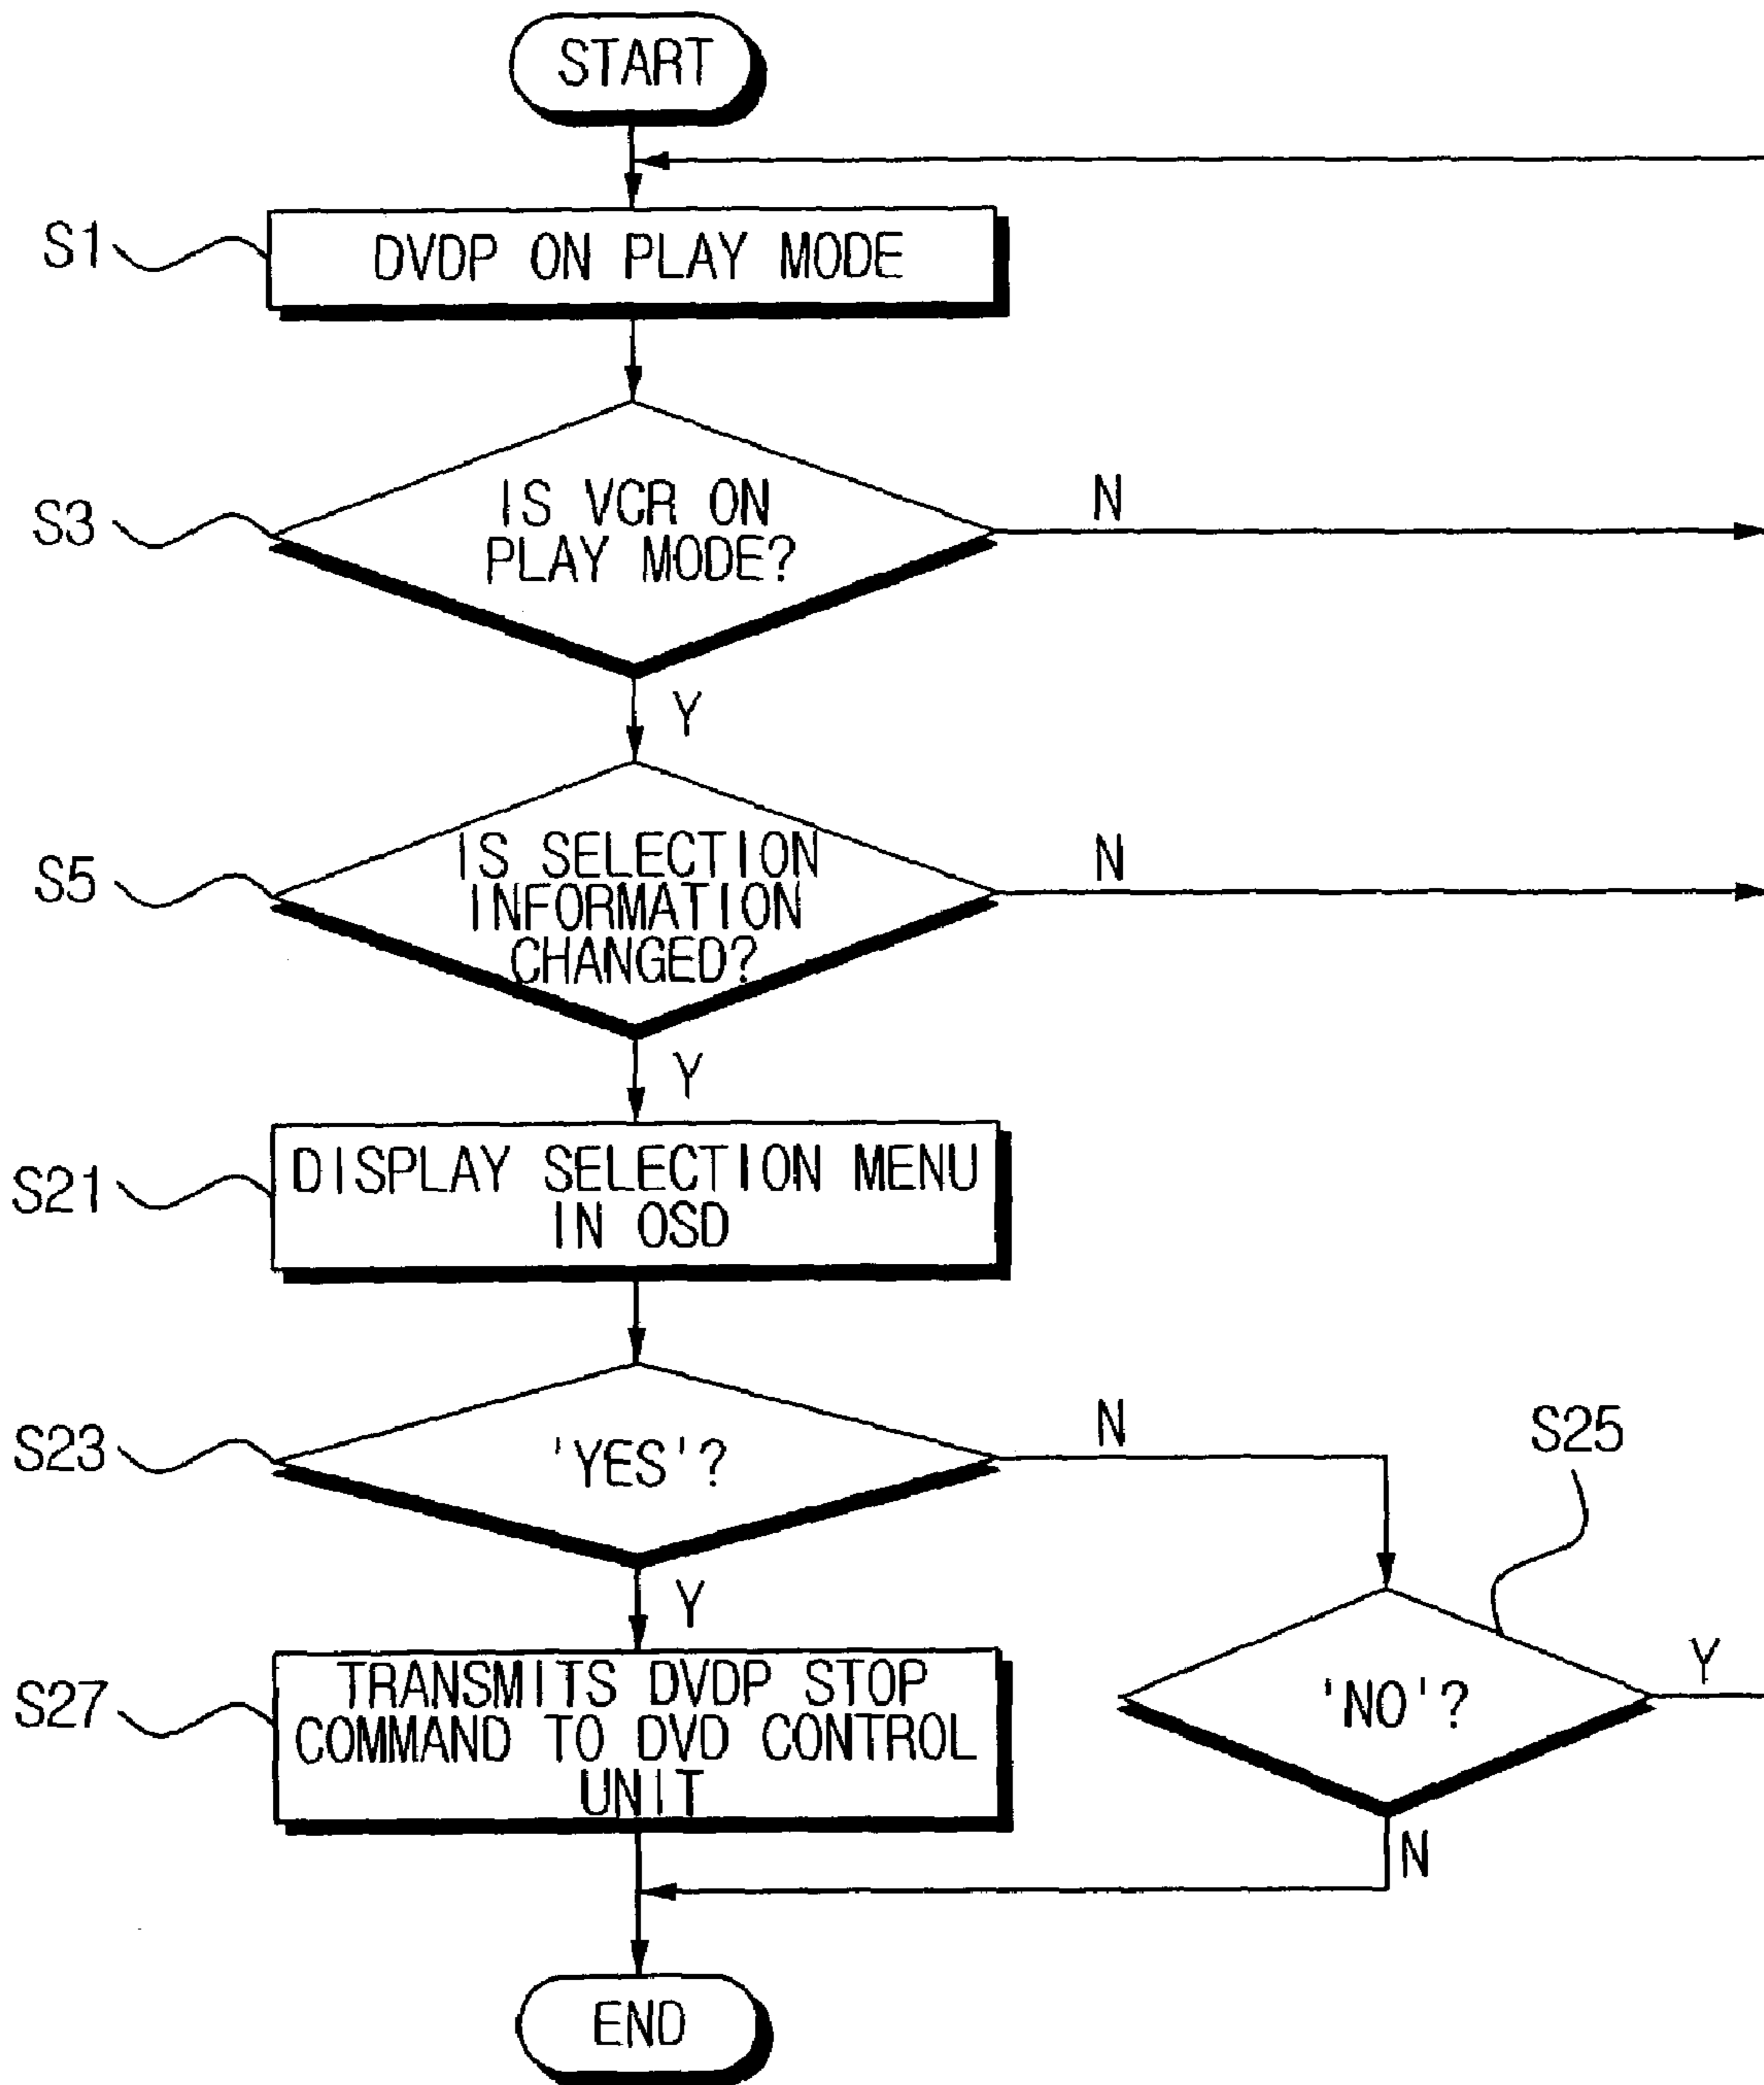 START
S1
DVDP ON PLAY MODE
S3
IS VCR ON
PLAY MODE?
N
Y
S5
IS SELECTION
INFORMATION
CHANGED?
N
Y
S21
DISPLAY SELECTION MENU
IN OSD
S23
'YES'?
N
S25
Y
S27
TRANSMITS DVDP STOP
COMMAND TO DVD CONTROL
UNIT
'NO'?
Y
N
END